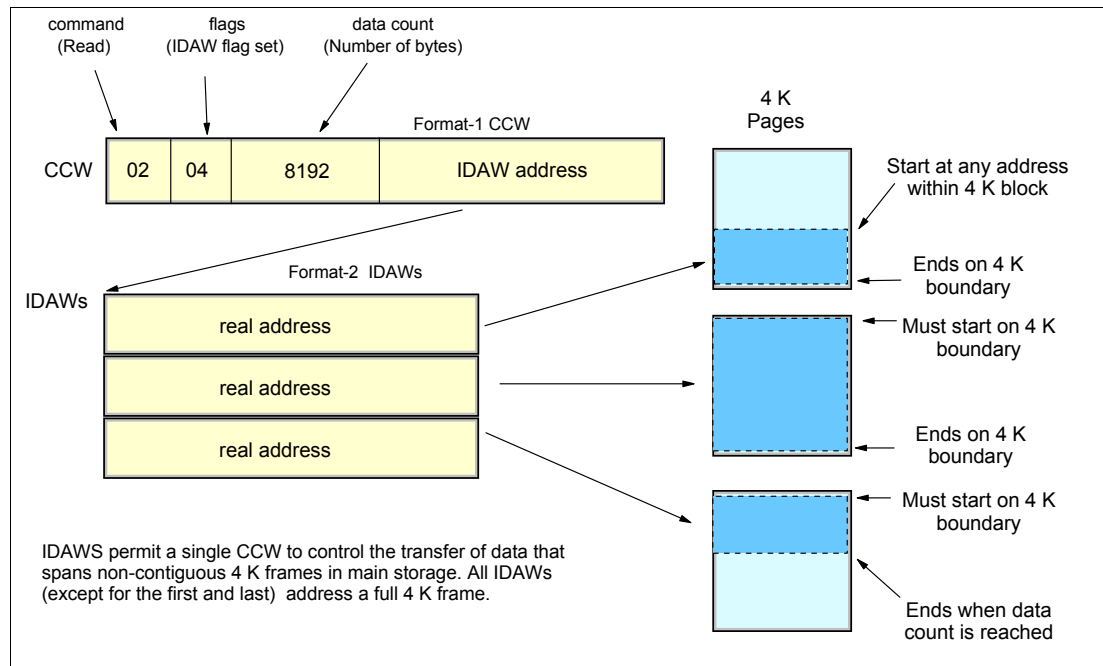 command
(Read)
flags
(IDAW flag set)
data count
(Number of bytes)
Format-1 CCW
CCW
02
04
8192
IDAW address
Format-2 IDAWs
IDAWs
real address
real address
real address
4 K
Pages
Start at any address
within 4 K block
Ends on 4 K
boundary
Must start on 4 K
boundary
Ends on 4 K
boundary
Must start on 4 K
boundary
Ends when data
count is reached
IDAWS permit a single CCW to control the transfer of data that
spans non-contiguous 4 K frames in main storage. All IDAWs
(except for the first and last) address a full 4 K frame.